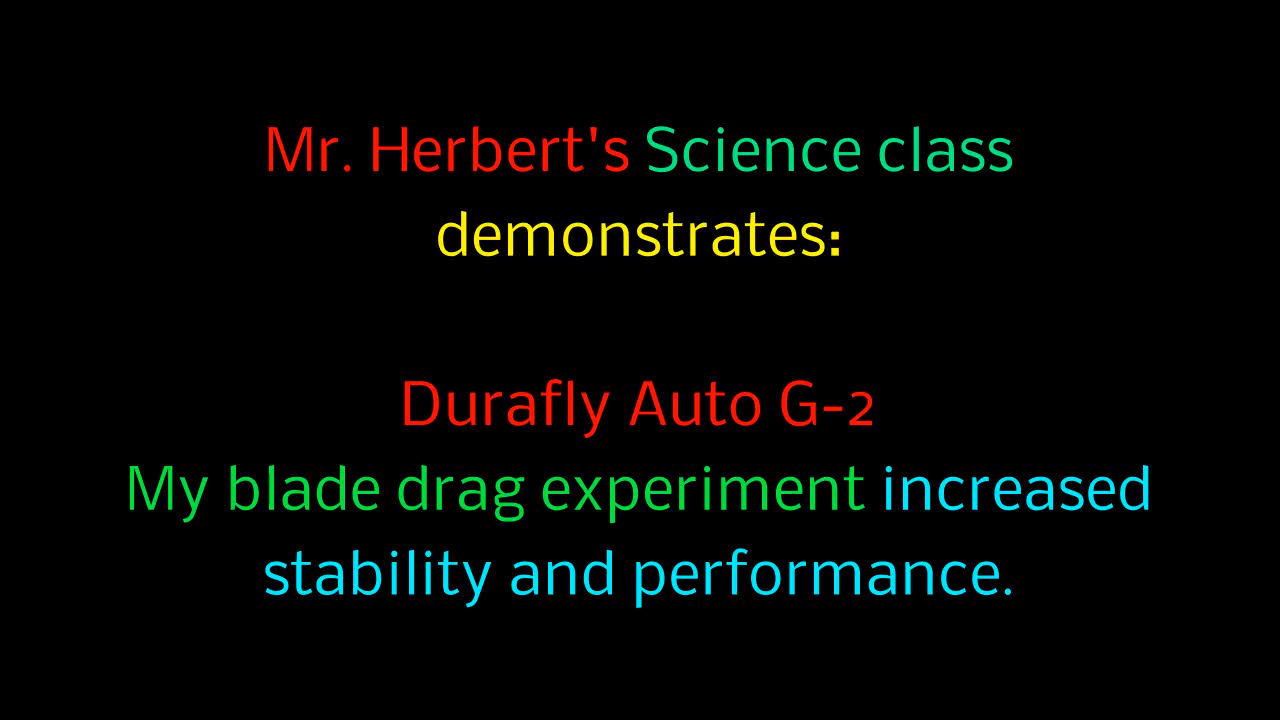 Mr. Herbert's Science class
demonstrates:
Durafly Auto G-2
My blade drag experiment increased
stability and performance.